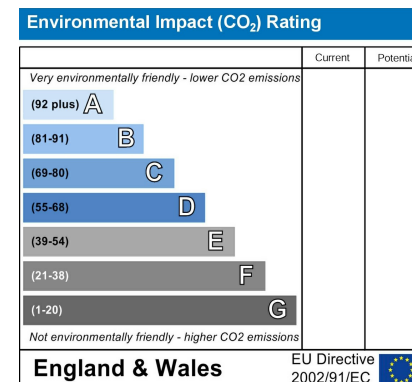 Environmental Impact (CO₂) Rating
Current Potentia
Very environmentally friendly - lower CO2 emissions
(92 plus) A
(81-91) B
(69-80) C
(55-68) D
(39-54) E
(21-38) F
(1-20) G
Not environmentally friendly - higher CO2 emissions
England & Wales
EU Directive
2002/91/EC